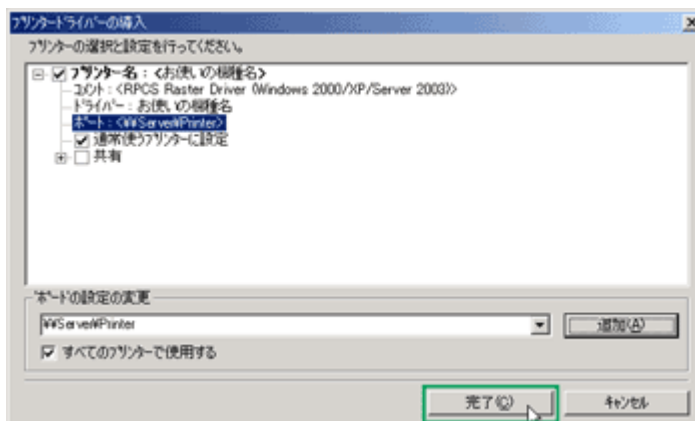 プリンタードライバーの導入
プリンターの選択と設定を行ってください。
プリンター名 : <お使いの機種名>
コメント : <RPCS Raster Driver (Windows 2000/XP/Server 2003)>
ドライバー : お使いの機種名
ポート : <¥¥Server¥Printer>
通常使うプリンターに設定
共有
'ポート'の設定の変更
¥¥Server¥Printer
追加(A)
すべてのプリンターで使用する
完了(C)
キャンセル